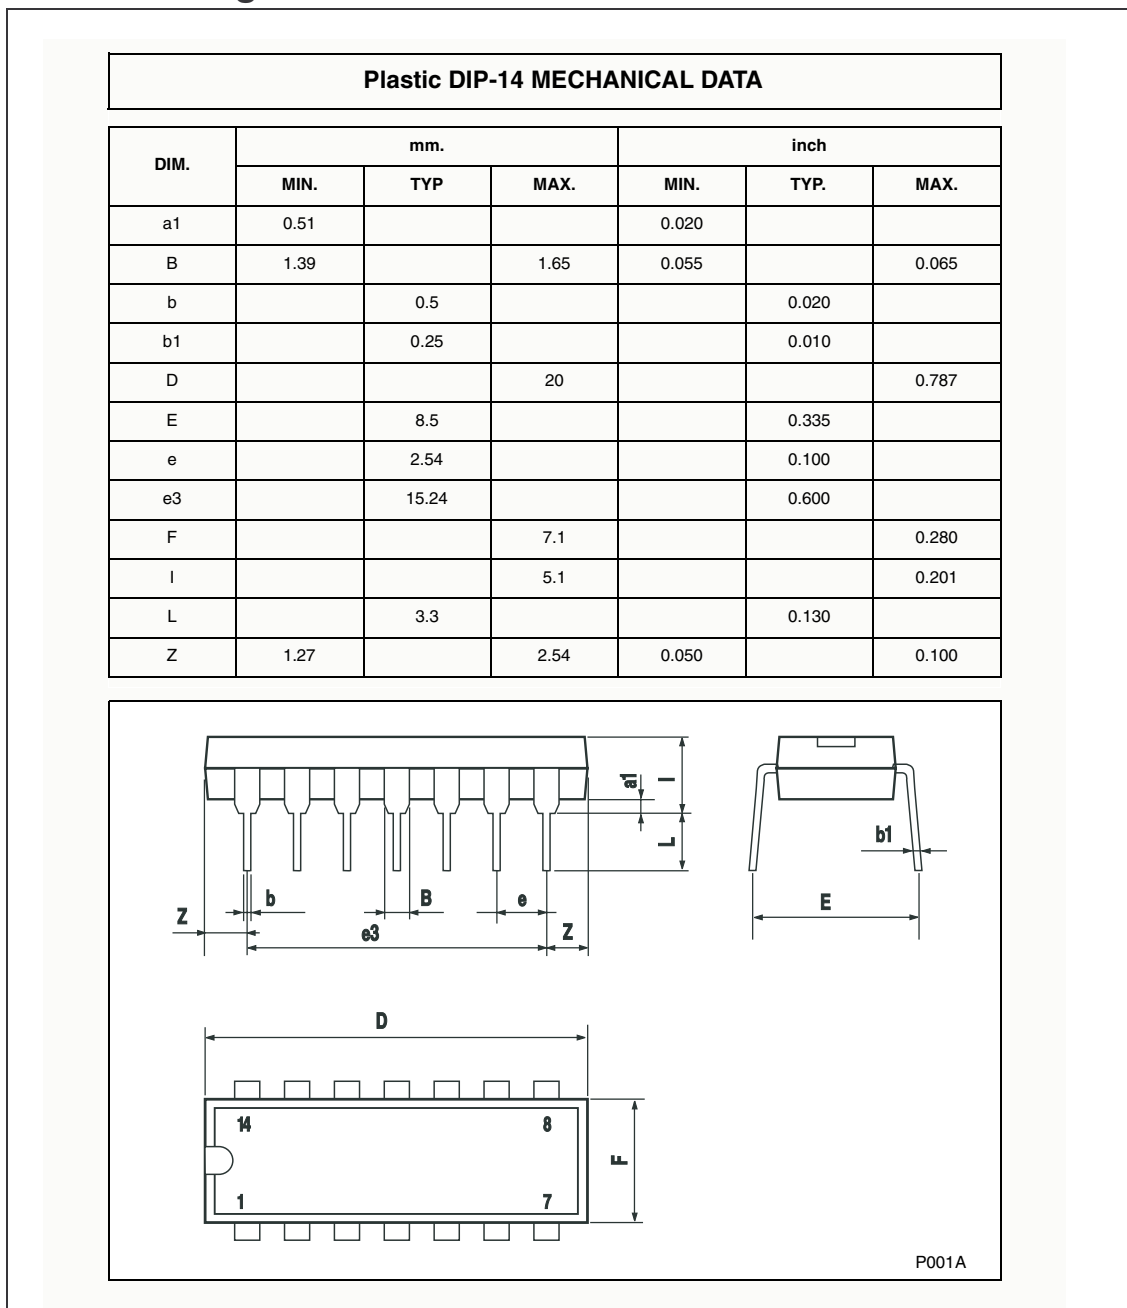 Plastic DIP-14 MECHANICAL DATA
DIM. mm. inch
MIN. TYP MAX. MIN. TYP. MAX.
a1 0.51 0.020
B 1.39 1.65 0.055 0.065
b 0.5 0.020
b1 0.25 0.010
D 20 0.787
E 8.5 0.335
e 2.54 0.100
e3 15.24 0.600
F 7.1 0.280
I 5.1 0.201
L 3.3 0.130
Z 1.27 2.54 0.050 0.100
a1 I
L b1
Z b B e E
e3 Z
D
14 8
F
1 7
P001A